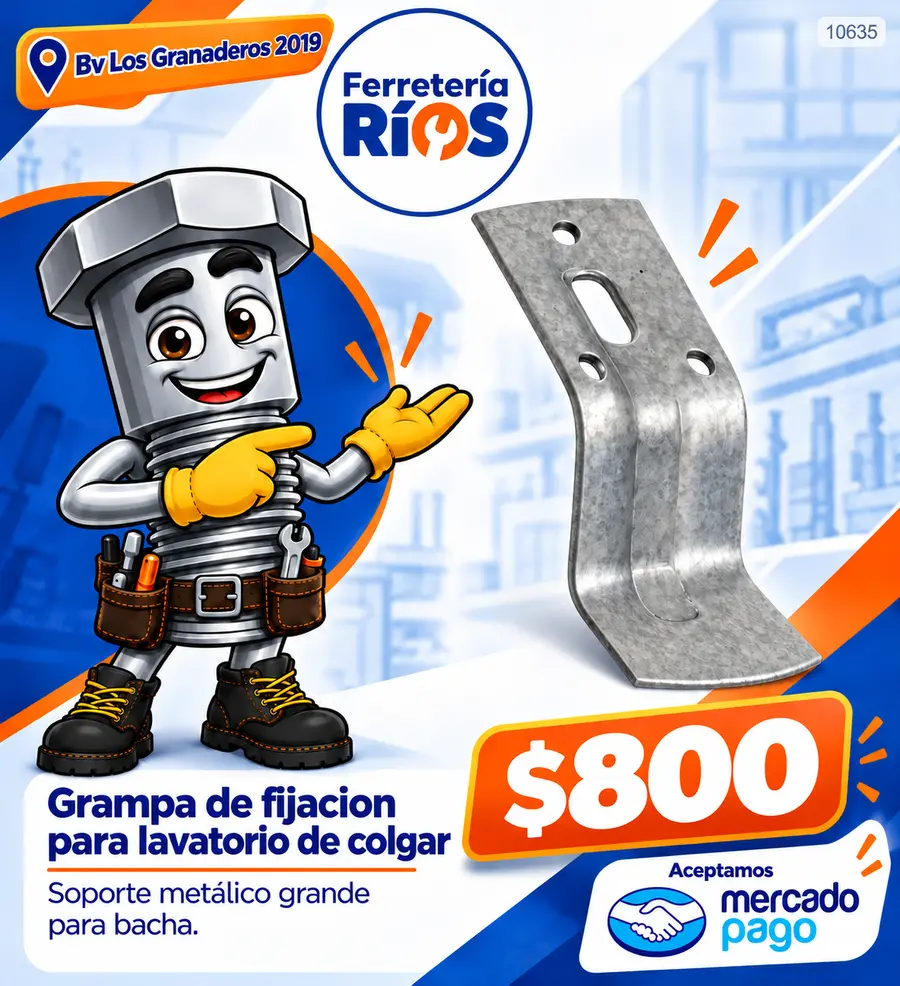 Bv Los Granaderos 2019
Ferretería
Ríos
10635
$800
Grampa de fijacion
para lavatorio de colgar
Soporte metálico grande
para bacha.
Aceptamos
mercado
pago